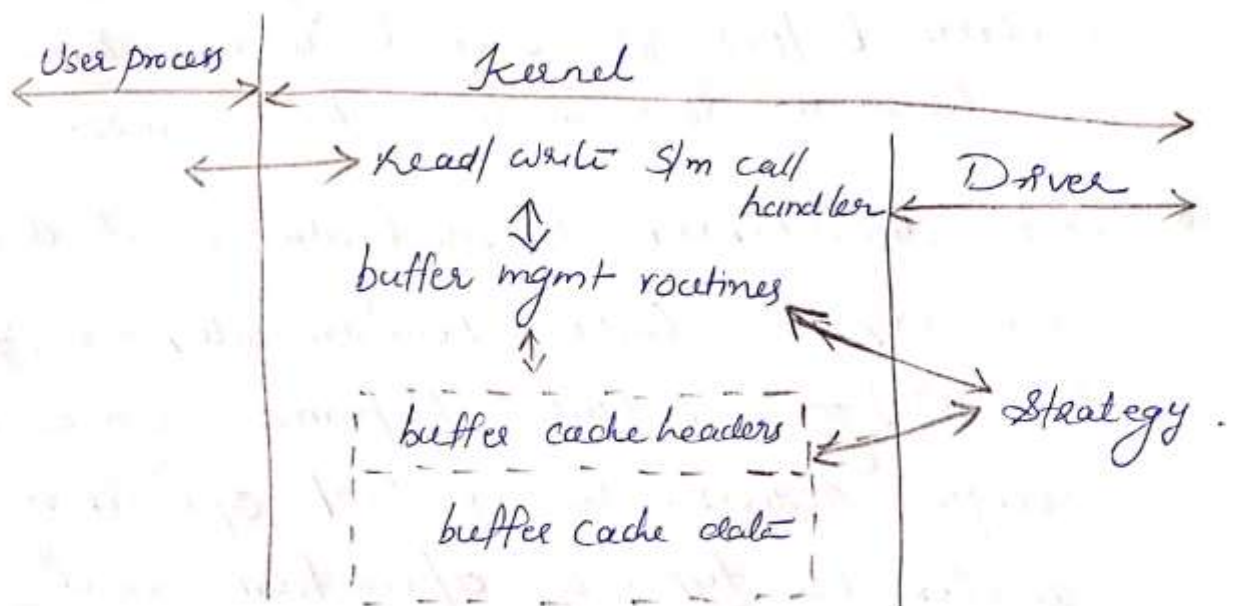 User process
Kernel
Read/ write S/m call
handler
Driver
buffer mgmt routines
buffer cache headers
Strategy.
buffer cache data